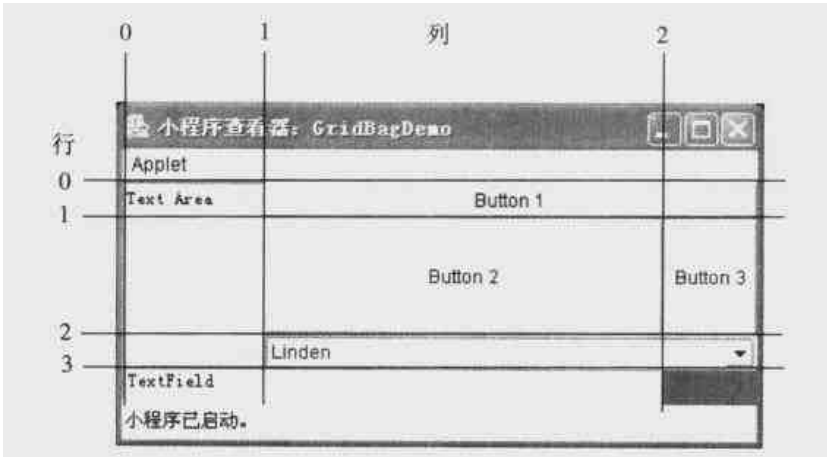 0 1 列 2
小程序查看器: GridBagDemo
行
Applet
0
Text Area Button 1
1
Button 2 Button 3
2
Linden
3
TextField
小程序已启动。